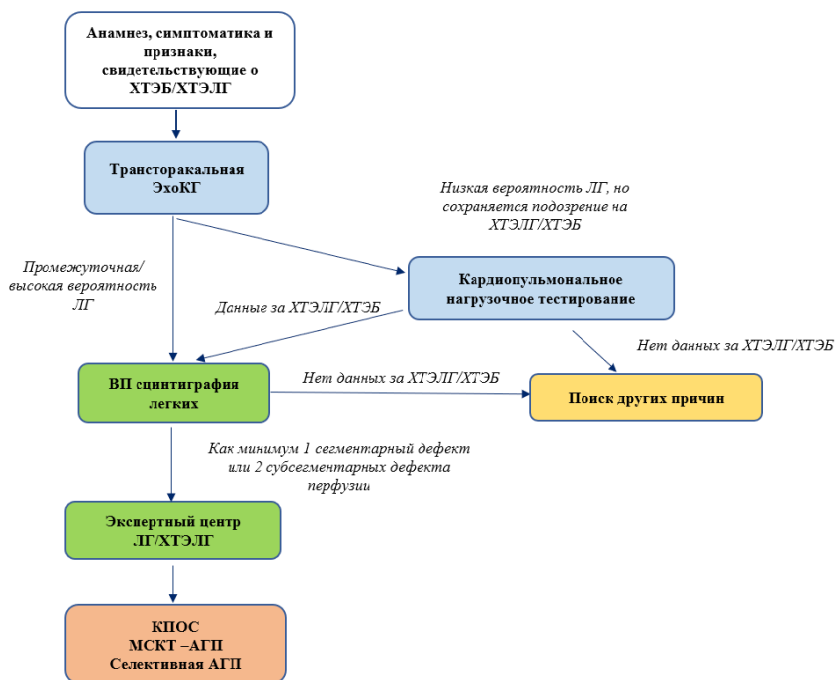 Анамнез, симптоматика и
признаки,
свидетельствующие о
ХТЭБ/ХТЭЛГ
Трансторакальная
ЭхоКГ
Низкая вероятность ЛГ, но
сохраняется подозрение на
ХТЭЛГ/ХТЭБ
Промежуточная/
высокая вероятность
ЛГ
Кардиопульмональное
нагрузочное тестирование
Данные за ХТЭЛГ/ХТЭБ
Нет данных за ХТЭЛГ/ХТЭБ
ВП сцинтиграфия
легких
Нет данных за ХТЭЛГ/ХТЭБ
Поиск других причин
Как минимум 1 сегментарный дефект
или 2 субсегментарных дефекта
перфузии
Экспертный центр
ЛГ/ХТЭЛГ
КПОС
МСКТ –АГП
Селективная АГП